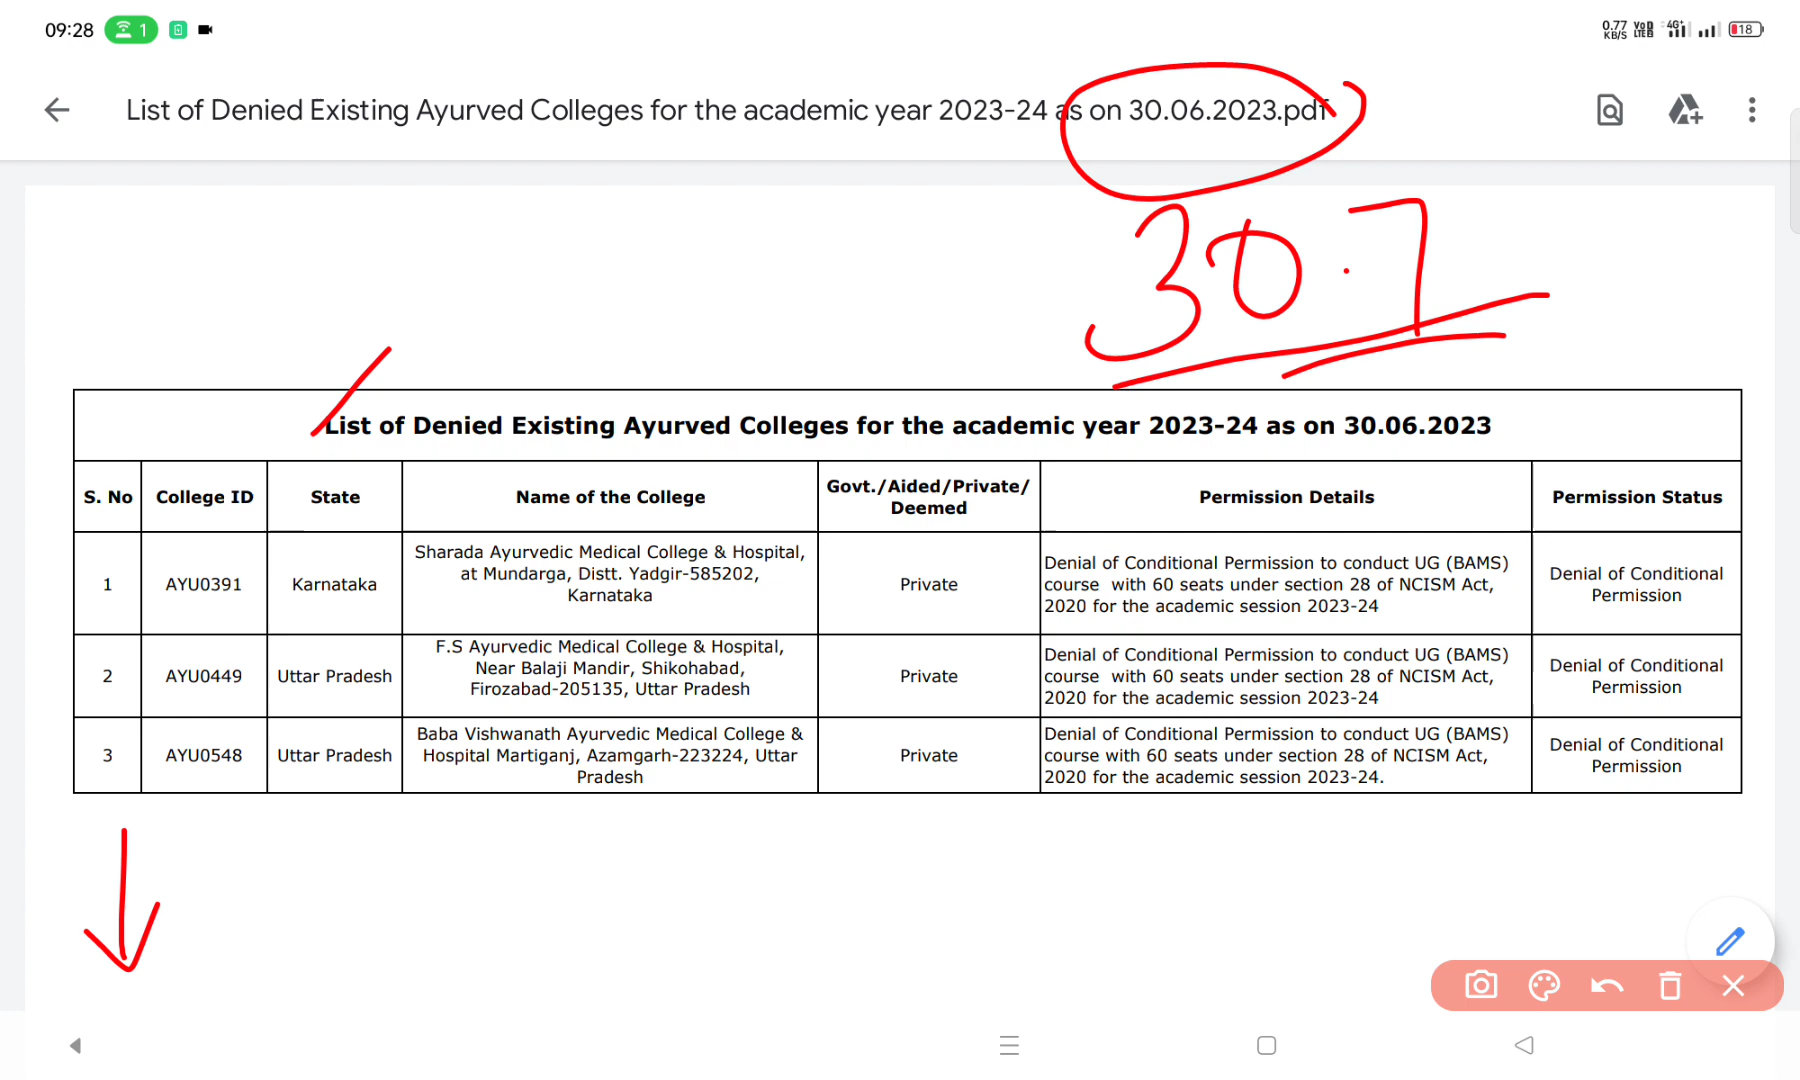 09:28 1 0.77 KB/S VoD LTE B 4G+ 18
List of Denied Existing Ayurved Colleges for the academic year 2023-24 as on 30.06.2023.pdf
30.7
List of Denied Existing Ayurved Colleges for the academic year 2023-24 as on 30.06.2023
S. No College ID State Name of the College Govt./Aided/Private/ Deemed Permission Details Permission Status
1 AYU0391 Karnataka
Sharada Ayurvedic Medical College & Hospital,
at Mundarga, Distt. Yadgir-585202,
Karnataka
Private
Denial of Conditional Permission to conduct UG (BAMS)
course with 60 seats under section 28 of NCISM Act,
2020 for the academic session 2023-24
Denial of Conditional
Permission
2 AYU0449 Uttar Pradesh
F.S Ayurvedic Medical College & Hospital,
Near Balaji Mandir, Shikohabad,
Firozabad-205135, Uttar Pradesh
Private
Denial of Conditional Permission to conduct UG (BAMS)
course with 60 seats under section 28 of NCISM Act,
2020 for the academic session 2023-24
Denial of Conditional
Permission
3 AYU0548 Uttar Pradesh
Baba Vishwanath Ayurvedic Medical College &
Hospital Martiganj, Azamgarh-223224, Uttar
Pradesh
Private
Denial of Conditional Permission to conduct UG (BAMS)
course with 60 seats under section 28 of NCISM Act,
2020 for the academic session 2023-24.
Denial of Conditional
Permission